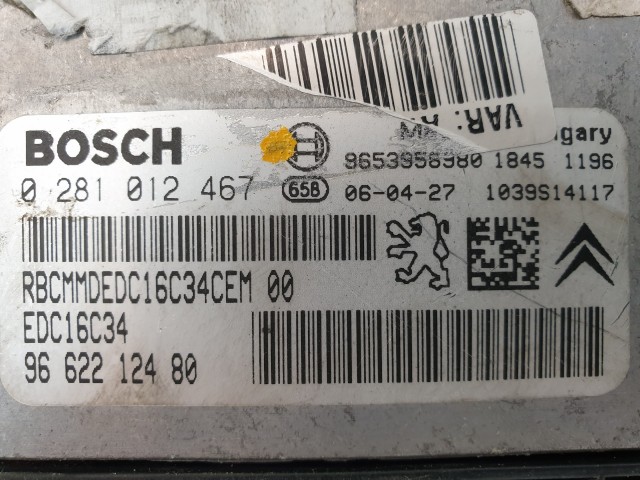 VAR:
BOSCH
ngary
9653958980 1845 1196
0 281 012 467 658 06-04-27 1039S14117
RBCMMDEDC16C34CEM 00
EDC16C34
96 622 124 80